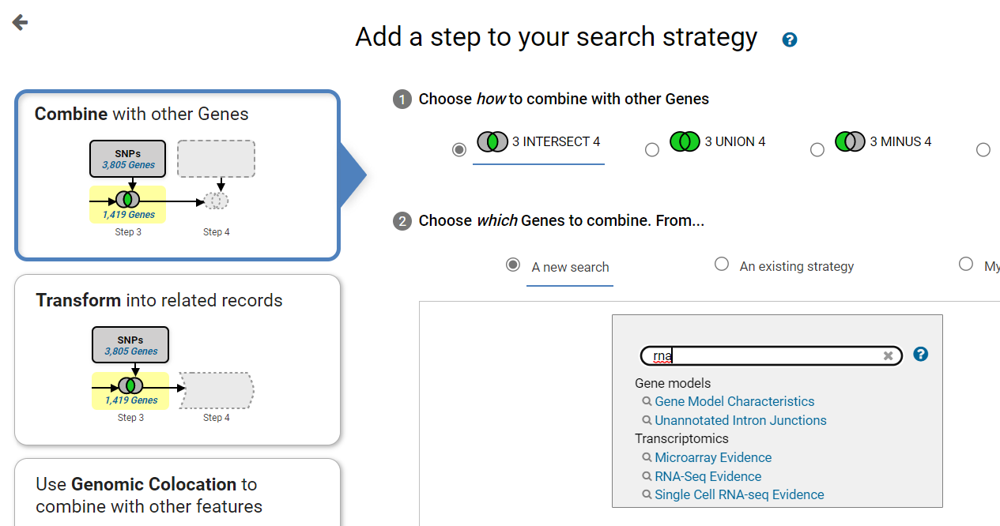 Add a step to your search strategy ?
Combine with other Genes
SNPs
3,805 Genes
1,419 Genes
Step 3 Step 4
Transform into related records
SNPs
3,805 Genes
1,419 Genes
Step 3 Step 4
Use Genomic Colocation to
combine with other features
1 Choose how to combine with other Genes
3 INTERSECT 4 3 UNION 4 3 MINUS 4
2 Choose which Genes to combine. From...
A new search An existing strategy My
rna ?
Gene models
Gene Model Characteristics
Unannotated Intron Junctions
Transcriptomics
Microarray Evidence
RNA-Seq Evidence
Single Cell RNA-seq Evidence